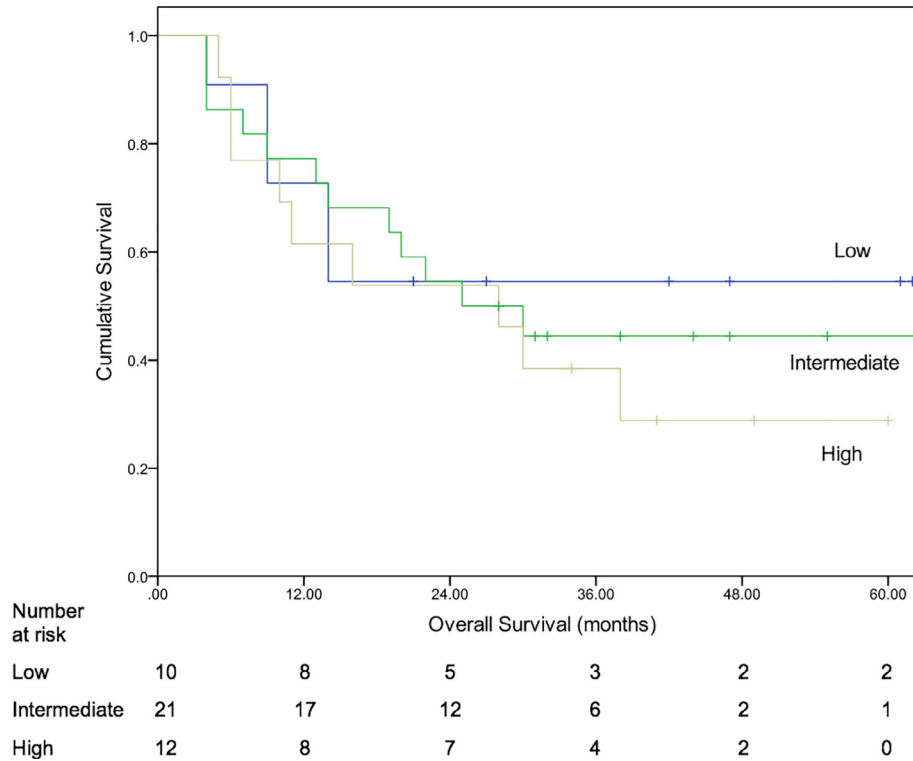 1.0
0.8
0.6
0.4
0.2
0.0
Cumulative Survival
Low
Intermediate
High
.00 12.00 24.00 36.00 48.00 60.00
Overall Survival (months)
Number
at risk
Low 10 8 5 3 2 2
Intermediate 21 17 12 6 2 1
High 12 8 7 4 2 0